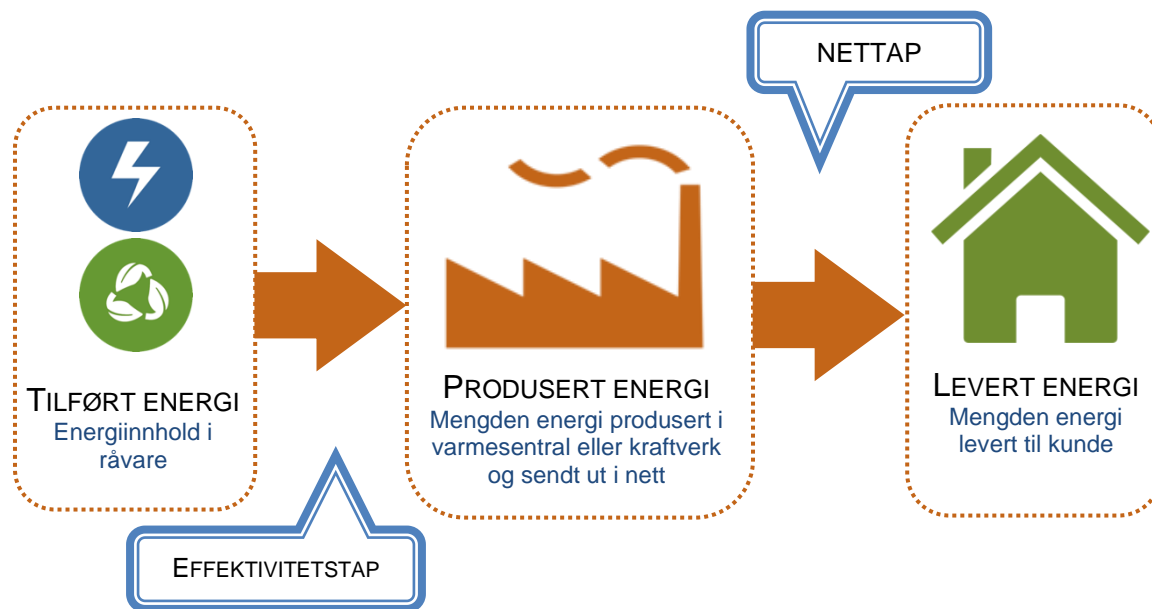 NETTAP
TILFØRT ENERGI
Energiinnhold i
råvare
PRODUSERT ENERGI
Mengden energi produsert i
varmesentral eller kraftverk
og sendt ut i nett
LEVERT ENERGI
Mengden energi
levert til kunde
EFFEKTIVITETSTAP